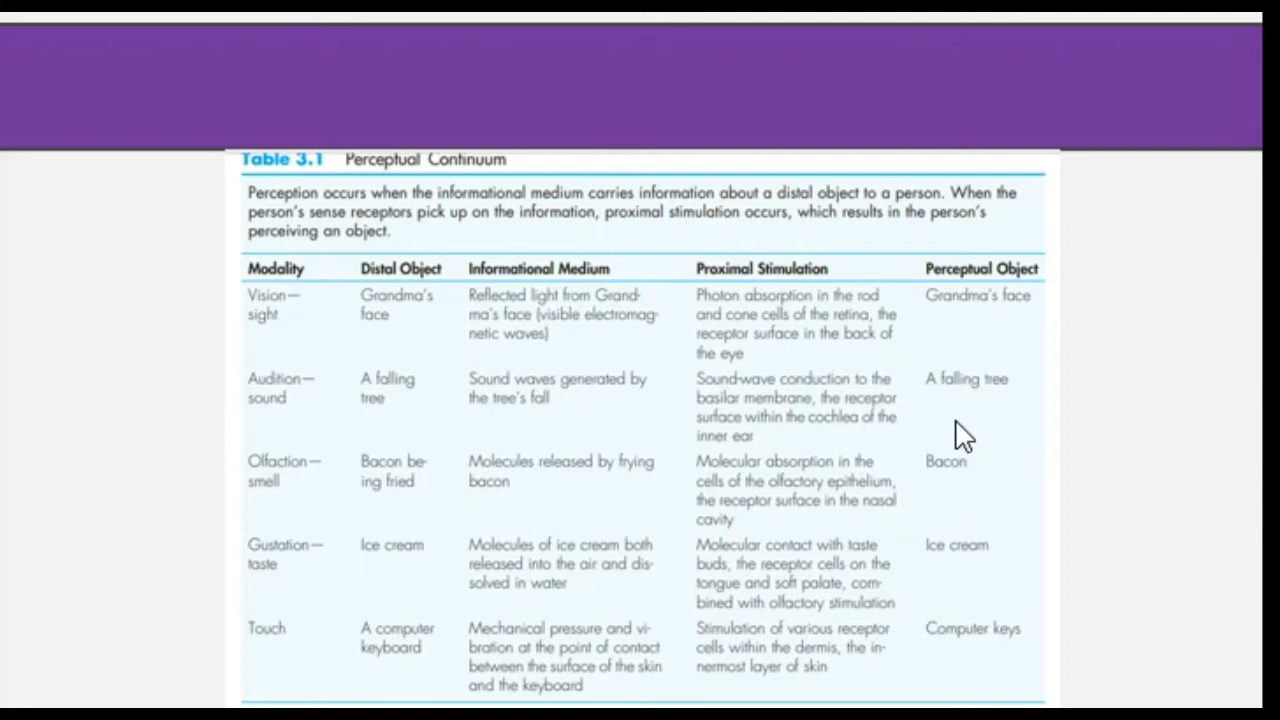 Table 3.1 Perceptual Continuum
Perception occurs when the informational medium carries information about a distal object to a person. When the
person's sense receptors pick up on the information, proximal stimulation occurs, which results in the person's
perceiving an object.
Modality Distal Object Informational Medium Proximal Stimulation Perceptual Object
Vision— Grandma's Reflected light from Grand- Photon absorption in the rod Grandma's face
sight face ma's face (visible electromag- and cone cells of the retina, the
netic waves) receptor surface in the back of
the eye
Audition— A falling Sound waves generated by Sound-wave conduction to the A falling tree
sound tree the tree's fall basilar membrane, the receptor
surface within the cochlea of the
inner ear
Olfaction— Bacon be- Molecules released by frying Molecular absorption in the Bacon
smell ing fried bacon cells of the olfactory epithelium,
the receptor surface in the nasal
cavity
Gustation— Ice cream Molecules of ice cream both Molecular contact with taste Ice cream
taste released into the air and dis- buds, the receptor cells on the
solved in water tongue and soft palate, com-
bined with olfactory stimulation
Touch A computer Mechanical pressure and vi- Stimulation of various receptor Computer keys
keyboard bration at the point of contact cells within the dermis, the in-
between the surface of the skin nermost layer of skin
and the keyboard